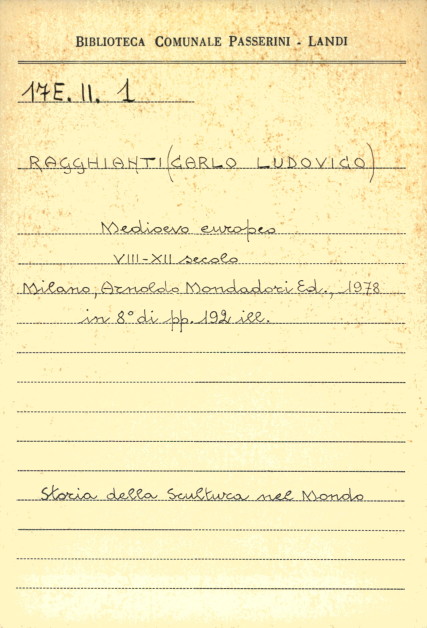 BIBLIOTECA COMUNALE PASSERINI - LANDI
17E. II. 1
RAGGHIANTI (CARLO LUDOVICO)
Medioevo europeo
VIII-XII secolo
Milano, Arnoldo Mondadori Ed., 1978
in 8° di pp. 192 ill.
Storia della Scultura nel Mondo